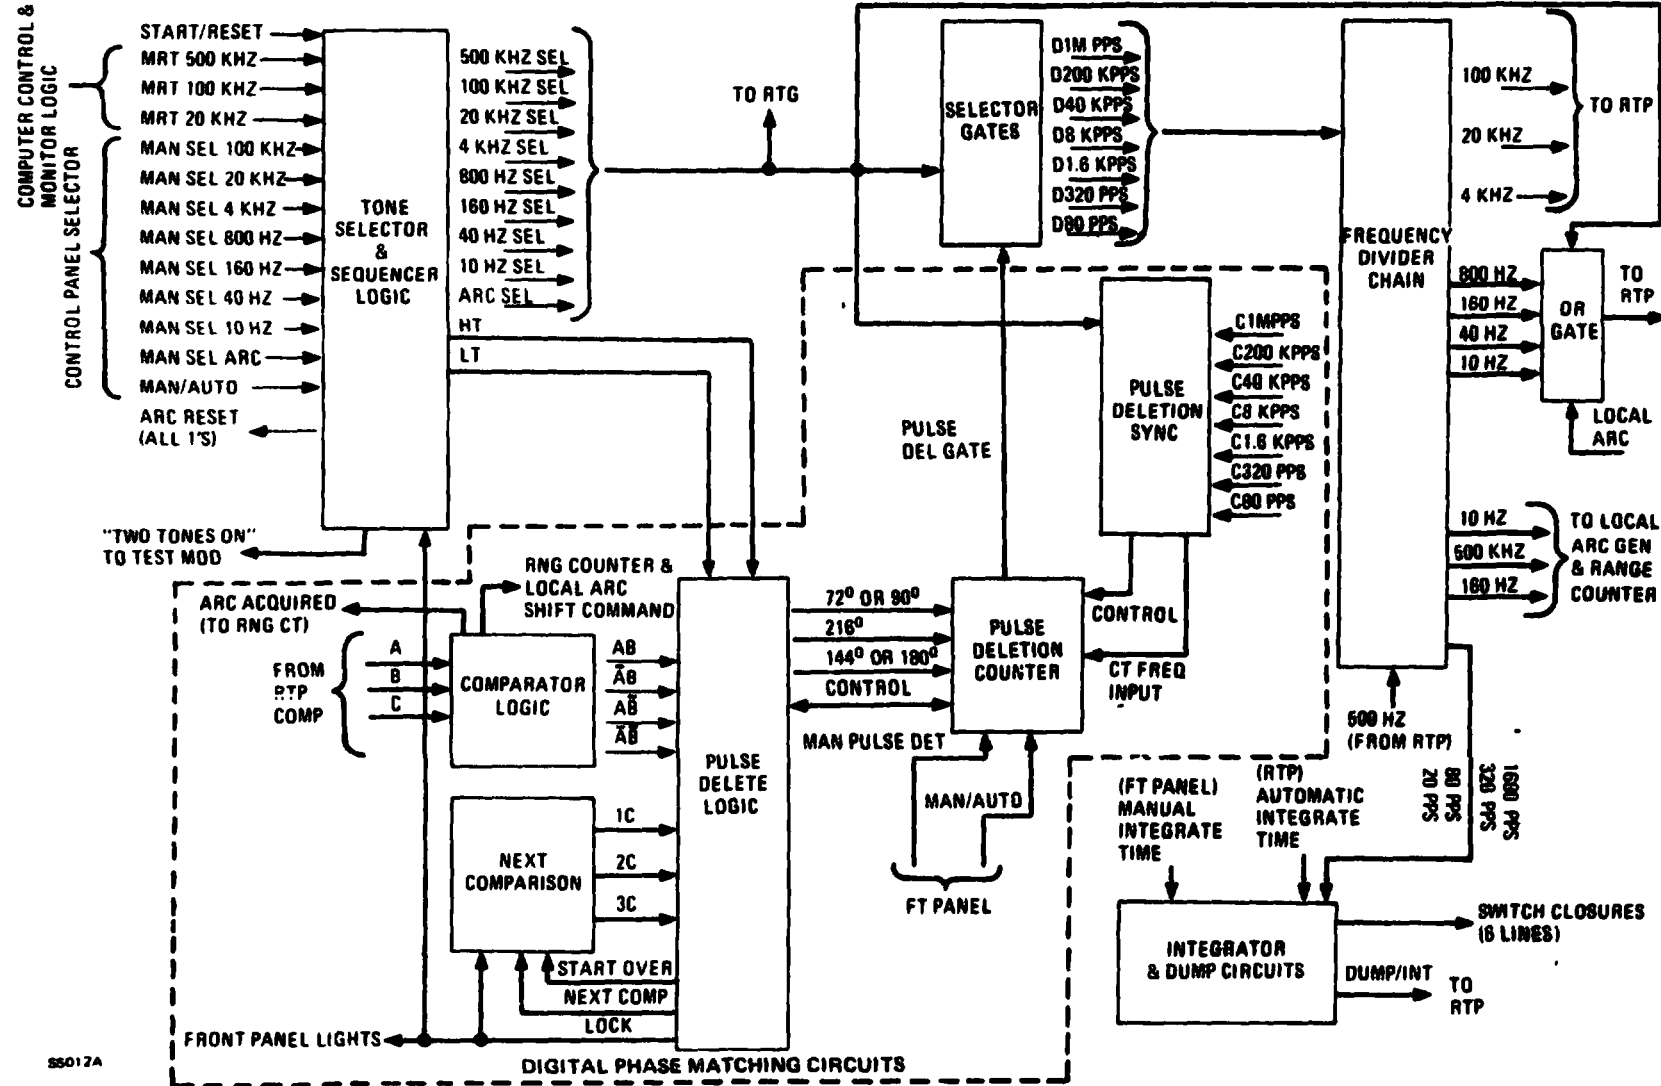 COMPUTER CONTROL &
MONITOR LOGIC
CONTROL PANEL SELECTOR
START/RESET
MRT 500 KHZ
MRT 100 KHZ
MRT 20 KHZ
MAN SEL 100 KHZ
MAN SEL 20 KHZ
MAN SEL 4 KHZ
MAN SEL 800 HZ
MAN SEL 160 HZ
MAN SEL 40 HZ
MAN SEL 10 HZ
MAN SEL ARC
MAN/AUTO
ARC RESET
(ALL 1'S)
"TWO TONES ON"
TO TEST MOD
TONE
SELECTOR
&
SEQUENCER
LOGIC
500 KHZ SEL
100 KHZ SEL
20 KHZ SEL
4 KHZ SEL
800 HZ SEL
160 HZ SEL
40 HZ SEL
10 HZ SEL
ARC SEL
HT
LT
TO RTG
SELECTOR
GATES
D1M PPS
D200 KPPS
D40 KPPS
D8 KPPS
D1.6 KPPS
D320 PPS
D80 PPS
FREQUENCY
DIVIDER
CHAIN
100 KHZ
20 KHZ
4 KHZ
TO RTP
800 HZ
160 HZ
40 HZ
10 HZ
OR
GATE
TO
RTP
LOCAL
ARC
10 HZ
500 KHZ
160 HZ
TO LOCAL
ARC GEN
& RANGE
COUNTER
500 HZ
(FROM RTP)
1600 PPS
320 PPS
80 PPS
20 PPS
PULSE
DELETION
SYNC
C1MPPS
C200 KPPS
C40 KPPS
C8 KPPS
C1.6 KPPS
C320 PPS
C80 PPS
PULSE
DEL GATE
CONTROL
CT FREQ
INPUT
PULSE
DELETION
COUNTER
72° OR 90°
216°
144° OR 180°
CONTROL
MAN PULSE DET
MAN/AUTO
FT PANEL
RNG COUNTER &
LOCAL ARC
SHIFT COMMAND
ARC ACQUIRED
(TO RNG CT)
FROM
RTP
COMP
A
B
C
COMPARATOR
LOGIC
AB
A̅B
AB̅
A̅B̅
PULSE
DELETE
LOGIC
NEXT
COMPARISON
1C
2C
3C
START OVER
NEXT COMP
LOCK
FRONT PANEL LIGHTS
DIGITAL PHASE MATCHING CIRCUITS
(FT PANEL)
MANUAL
INTEGRATE
TIME
(RTP)
AUTOMATIC
INTEGRATE
TIME
INTEGRATOR
& DUMP CIRCUITS
SWITCH CLOSURES
(6 LINES)
DUMP/INT
TO
RTP
S5012A